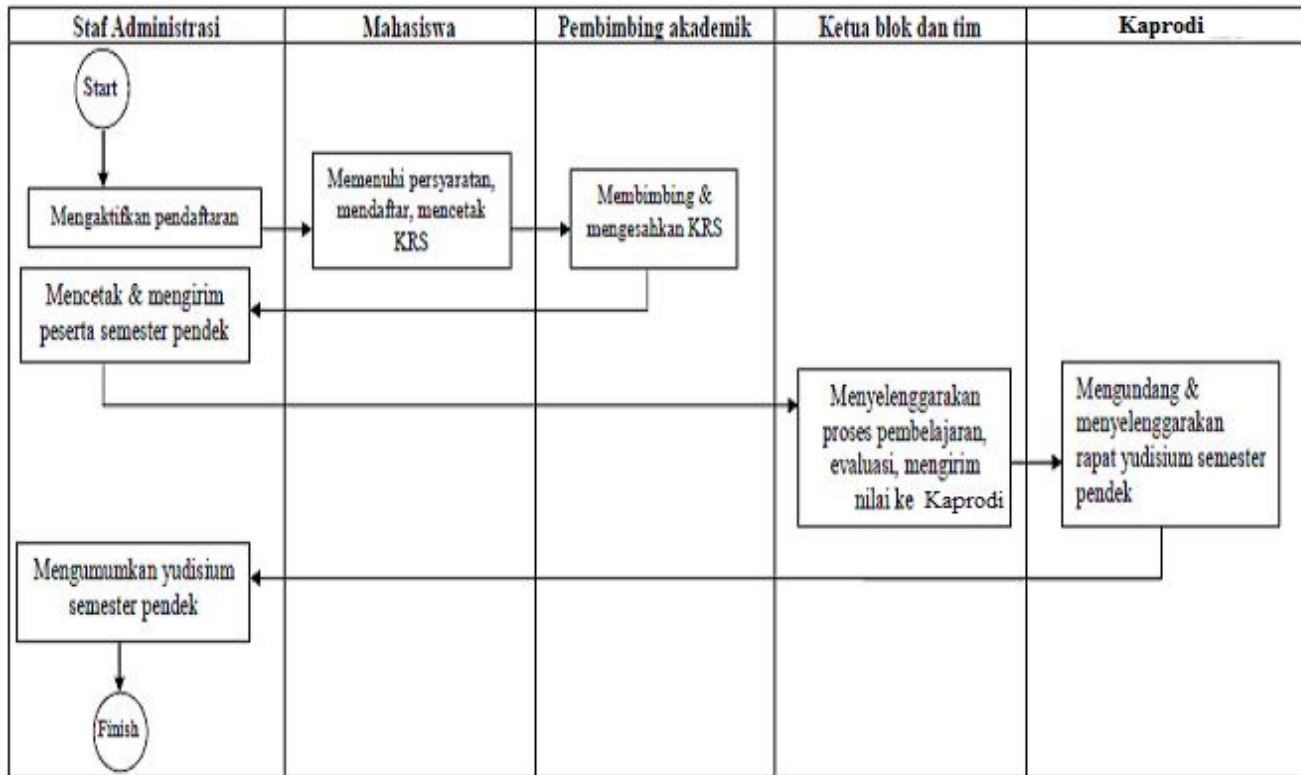 Staf Administrasi
Mahasiswa
Pembimbing akademik
Ketua blok dan tim
Kaprodi
Start
Mengaktifkan pendaftaran
Memenuhi persyaratan,
mendaftar, mencetak
KRS
Membimbing &
mengesahkan KRS
Mencetak & mengirim
peserta semester pendek
Menyelenggarakan
proses pembelajaran,
evaluasi, mengirim
nilai ke Kaprodi
Mengundang &
menyelenggarakan
rapat yudisium semester
pendek
Mengumumkan yudisium
semester pendek
Finish